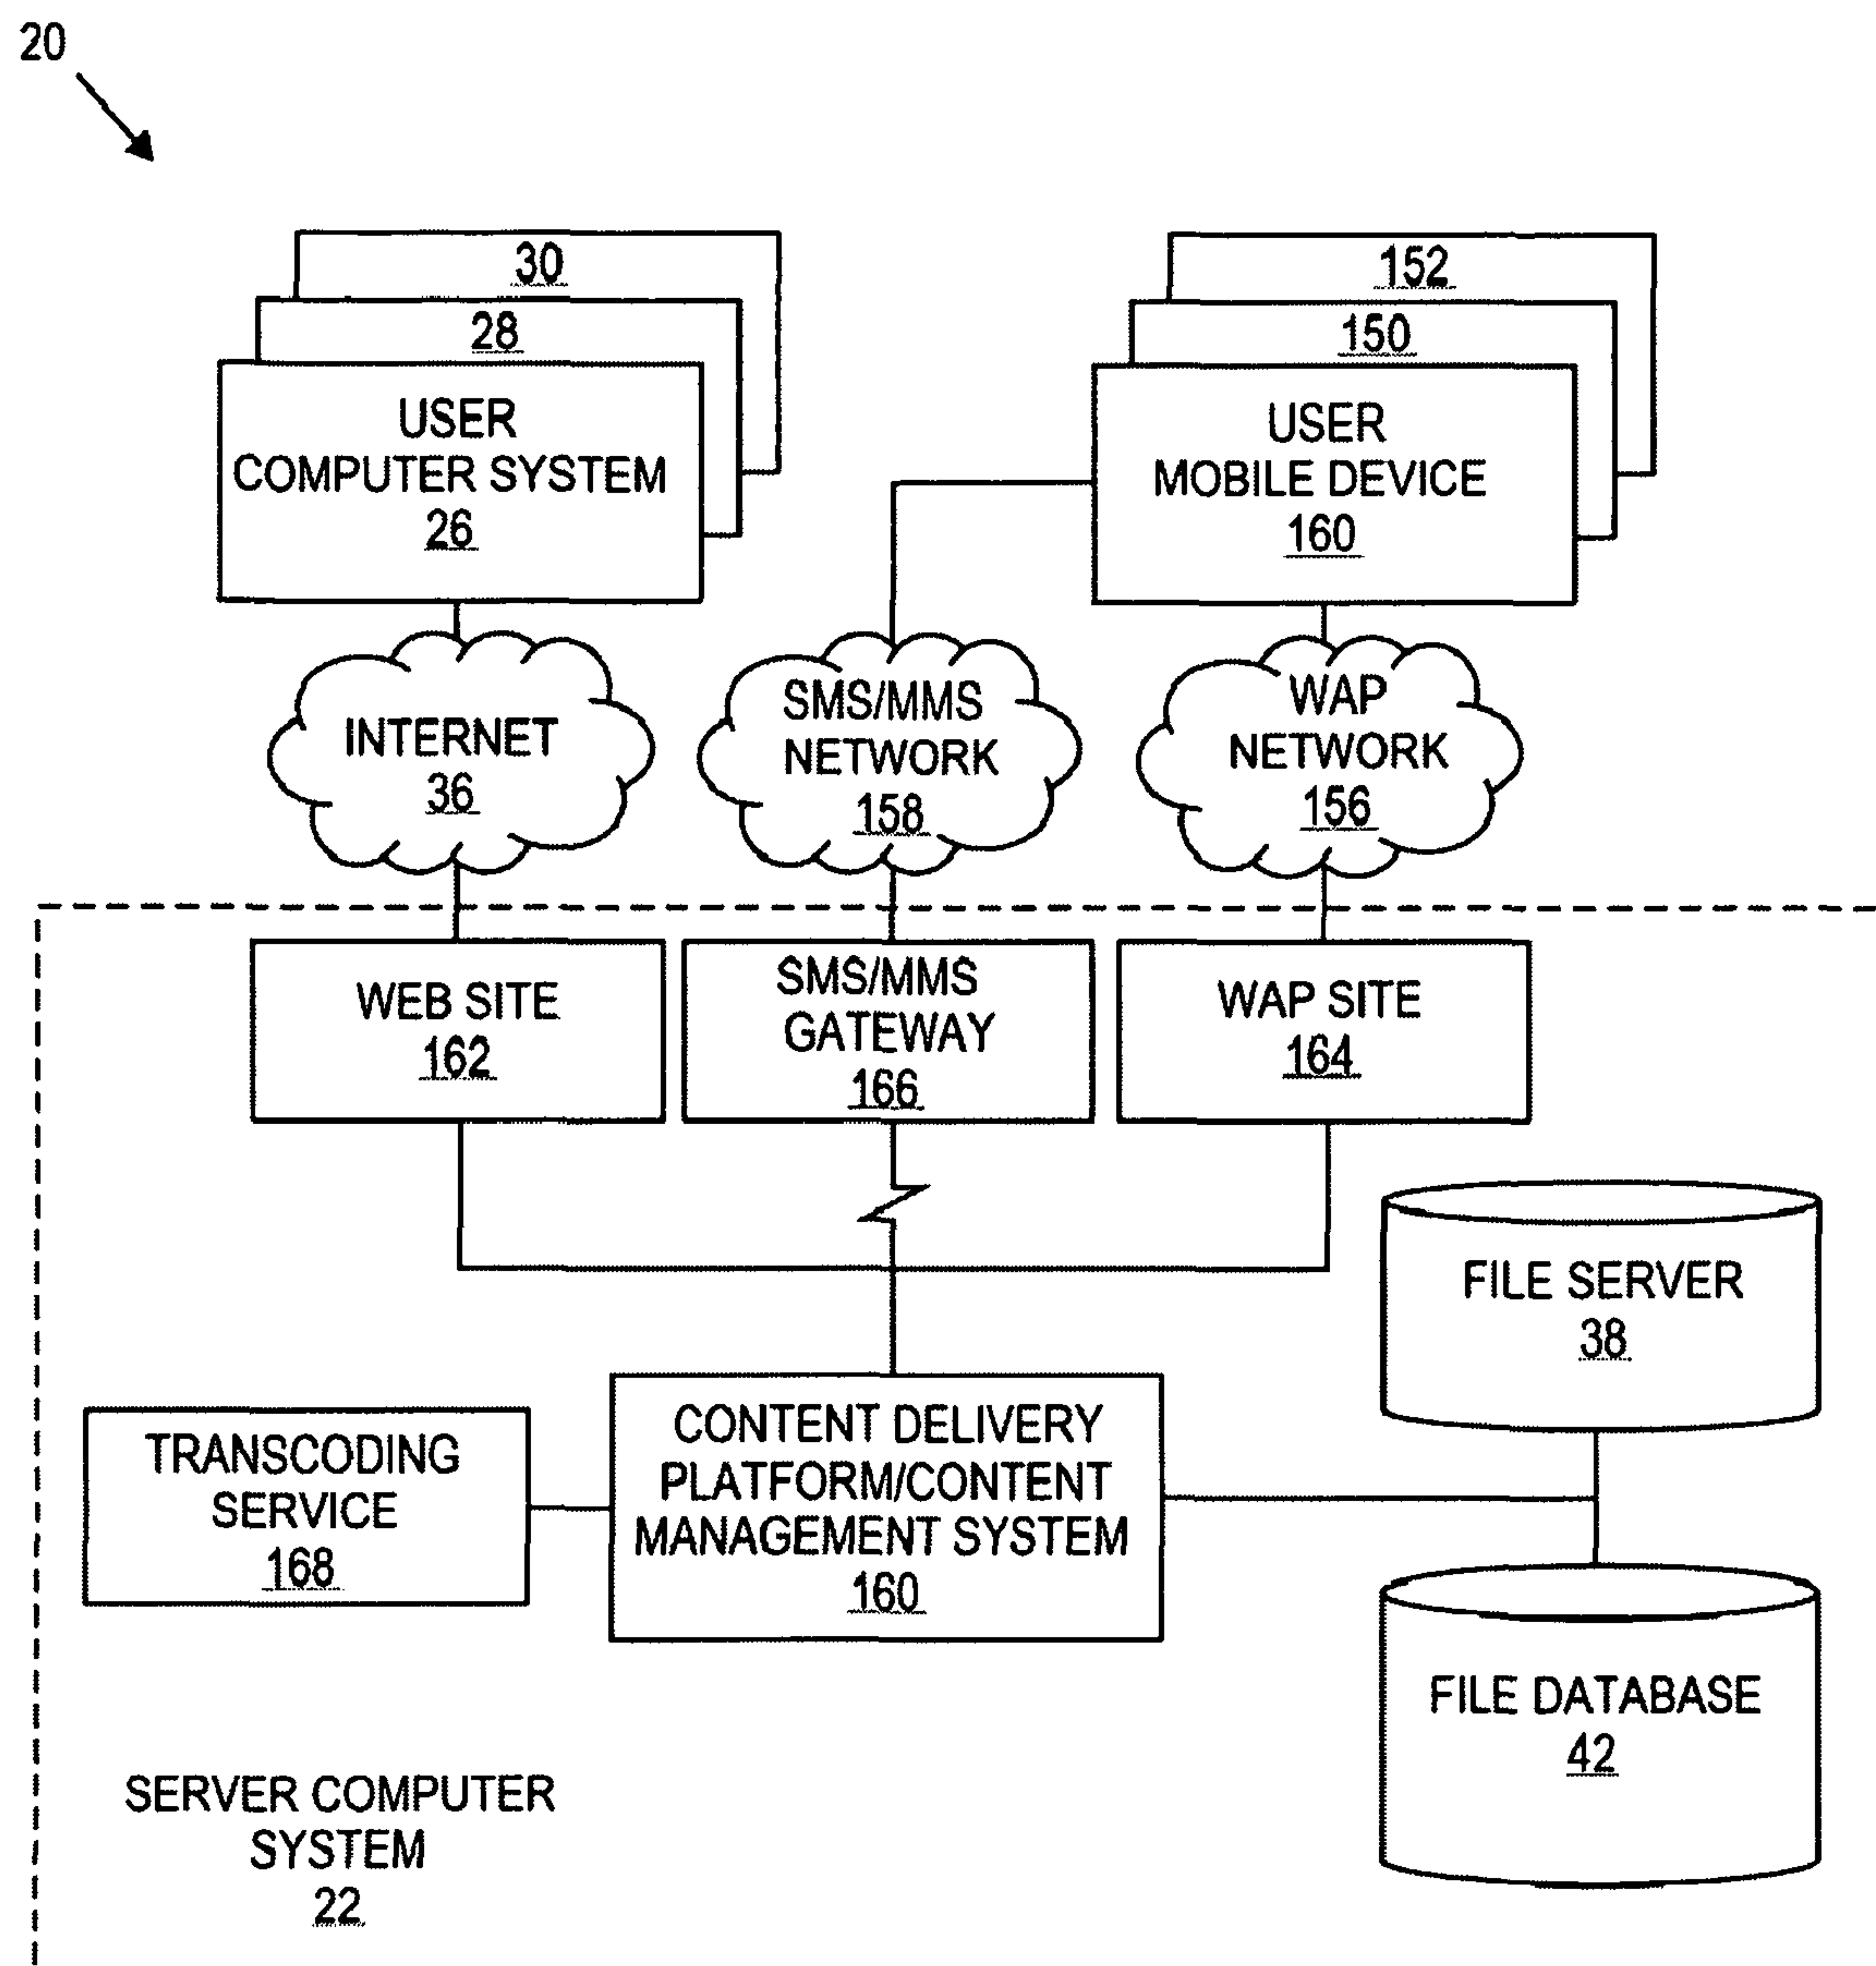 20
30
28
USER
COMPUTER SYSTEM
26
152
150
USER
MOBILE DEVICE
160
INTERNET
36
SMS/MMS
NETWORK
158
WAP
NETWORK
156
WEB SITE
162
SMS/MMS
GATEWAY
166
WAP SITE
164
FILE SERVER
38
TRANSCODING
SERVICE
168
CONTENT DELIVERY
PLATFORM/CONTENT
MANAGEMENT SYSTEM
160
FILE DATABASE
42
SERVER COMPUTER
SYSTEM
22